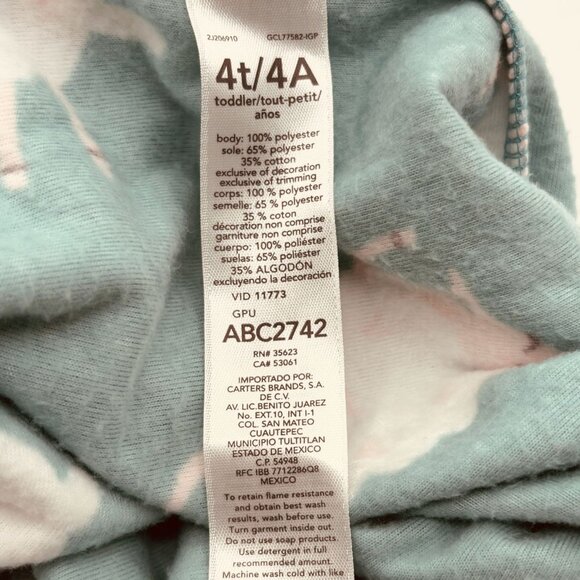 2J206910 GCL77582-IGP
4t/4A
toddler/tout-petit/
años
body: 100% polyester
sole: 65% polyester
35% cotton
exclusive of decoration
exclusive of trimming
corps: 100 % polyester
semelle: 65 % polyester
35 % coton
décoration non comprise
garniture non comprise
cuerpo: 100% poliéster
suelas: 65% poliéster
35% ALGODÓN
excluyendo la decoración
VID 11773
GPU
ABC2742
RN# 35623
CA# 53061
IMPORTADO POR:
CARTERS BRANDS, S.A.
DE C.V.
AV. LIC.BENITO JUAREZ
No. EXT.10, INT I-1
COL. SAN MATEO
CUAUTEPEC
MUNICIPIO TULTITLAN
ESTADO DE MEXICO
C.P. 54948
RFC IBB 7712286Q8
MEXICO
To retain flame resistance
and obtain best wash
results, wash before use.
Turn garment inside out.
Do not use soap products.
Use detergent in full
recommended amount.
Machine wash cold with like